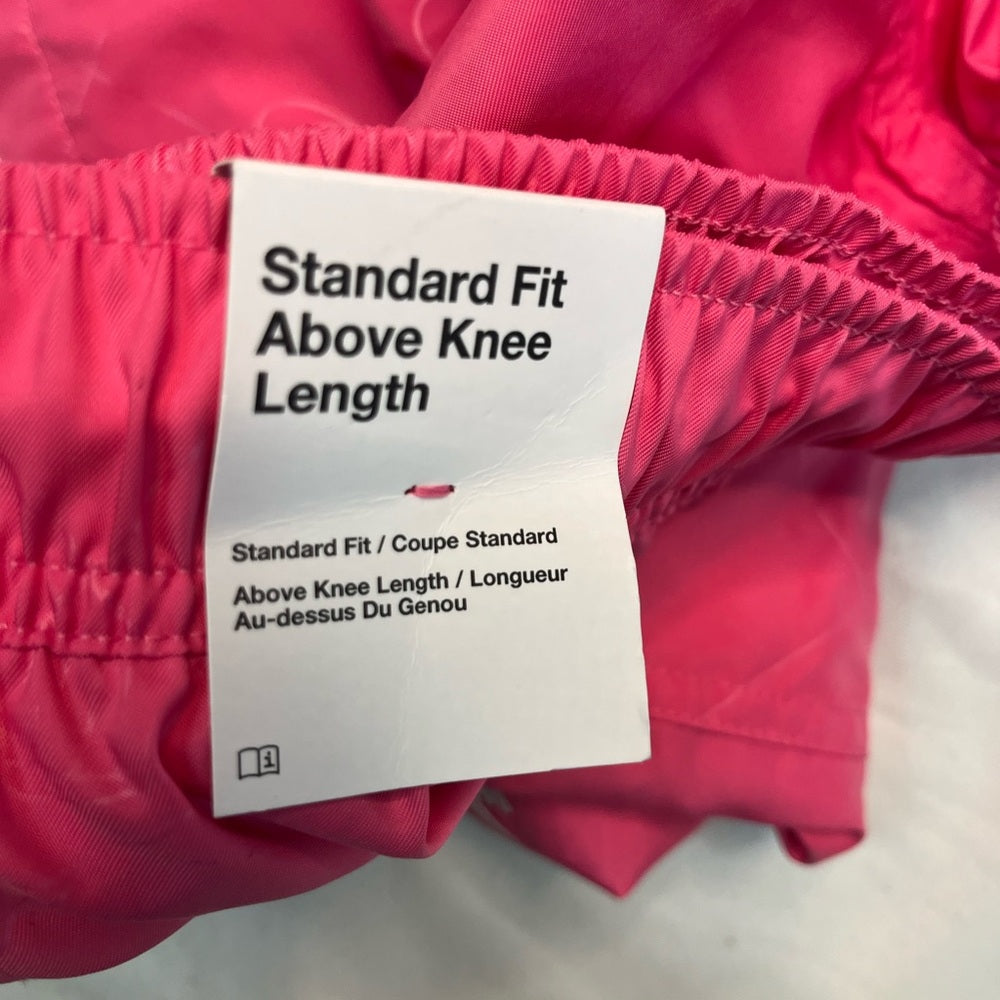 Standard Fit
Above Knee
Length
Standard Fit / Coupe Standard
Above Knee Length / Longueur
Au-dessus Du Genou